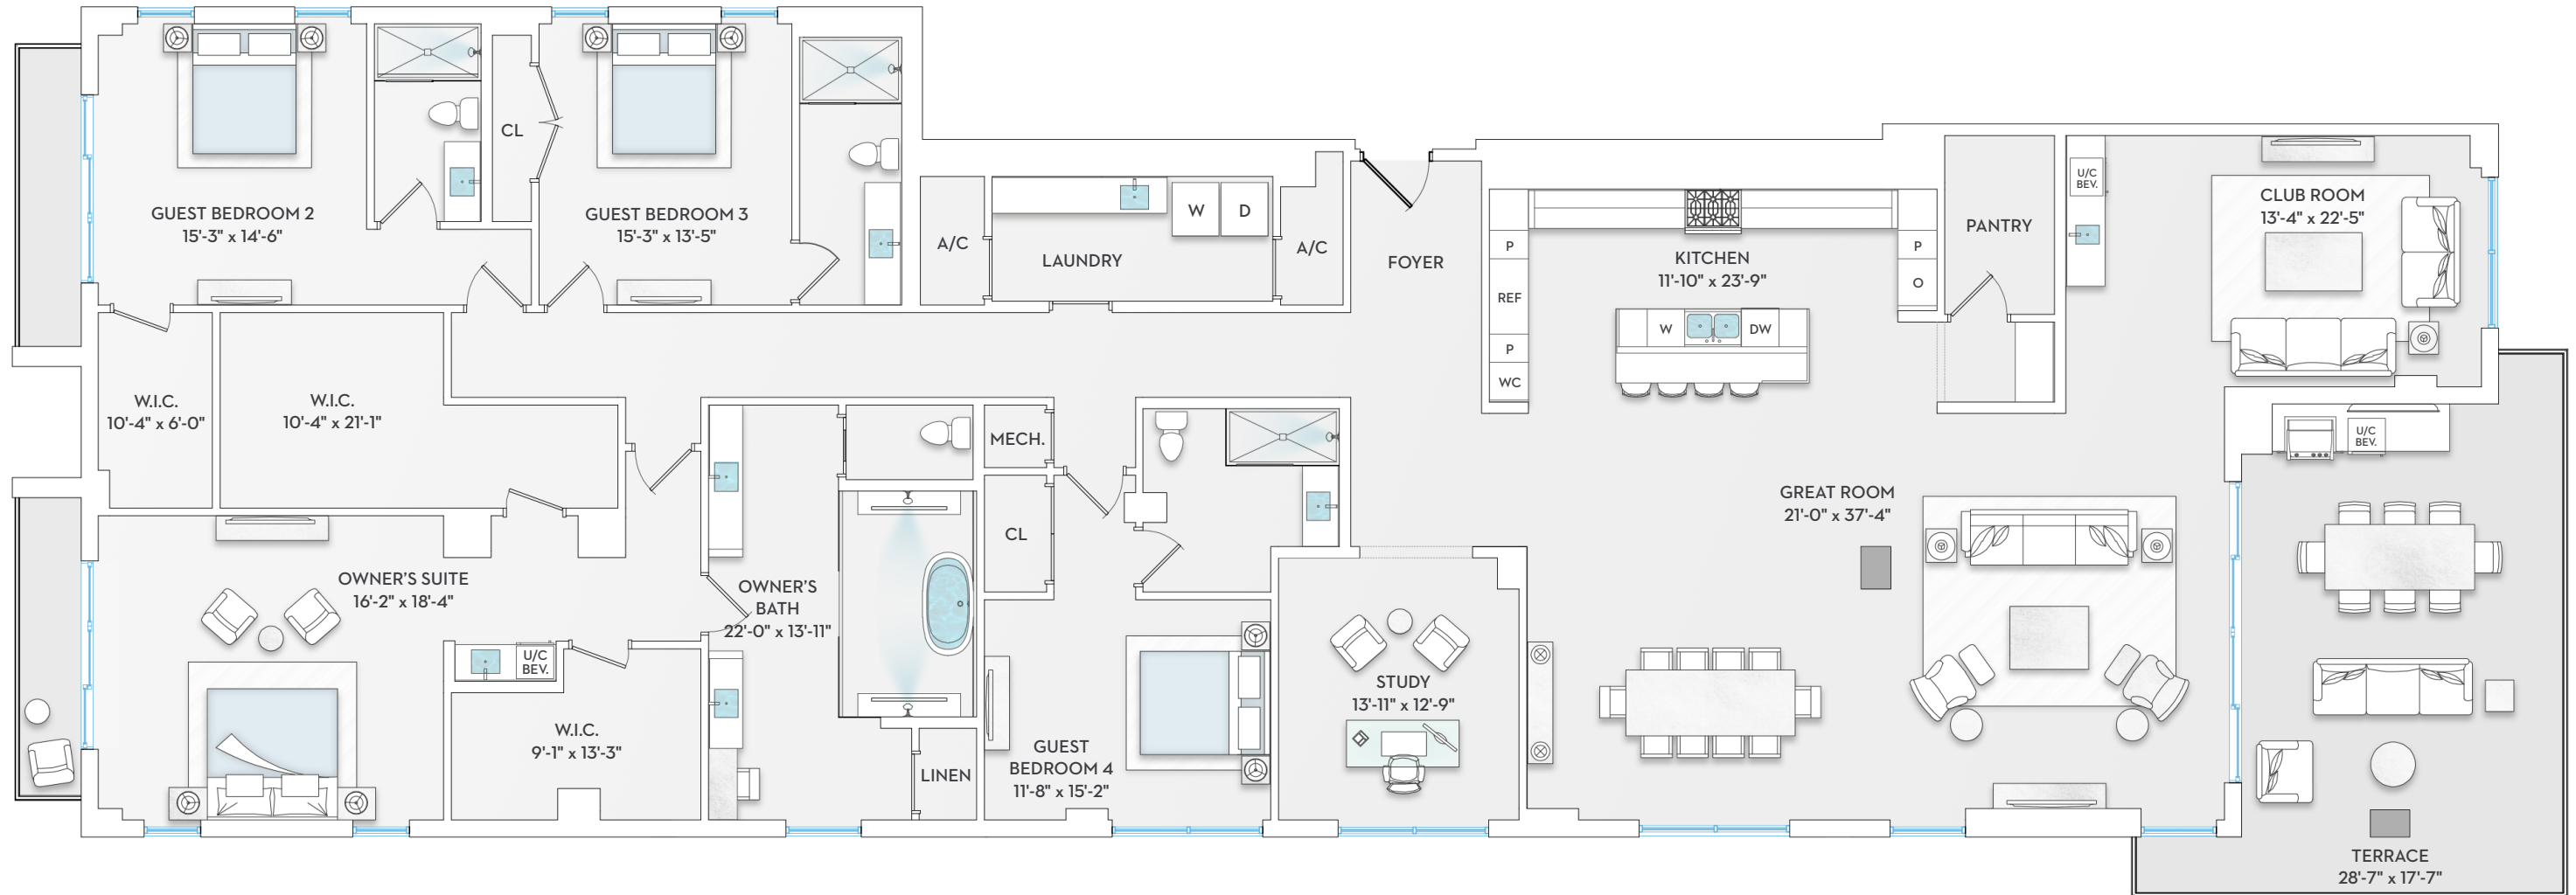 GUEST BEDROOM 2
15'-3" x 14'-6"
CL
GUEST BEDROOM 3
15'-3" x 13'-5"
A/C
W
D
LAUNDRY
A/C
FOYER
P
REF
P
WC
KITCHEN
11'-10" x 23'-9"
W
DW
P
O
PANTRY
U/C
BEV.
CLUB ROOM
13'-4" x 22'-5"
W.I.C.
10'-4" x 6'-0"
W.I.C.
10'-4" x 21'-1"
MECH.
CL
U/C
BEV.
GREAT ROOM
21'-0" x 37'-4"
OWNER'S SUITE
16'-2" x 18'-4"
OWNER'S
BATH
22'-0" x 13'-11"
U/C
BEV.
W.I.C.
9'-1" x 13'-3"
LINEN
GUEST
BEDROOM 4
11'-8" x 15'-2"
STUDY
13'-11" x 12'-9"
TERRACE
28'-7" x 17'-7"